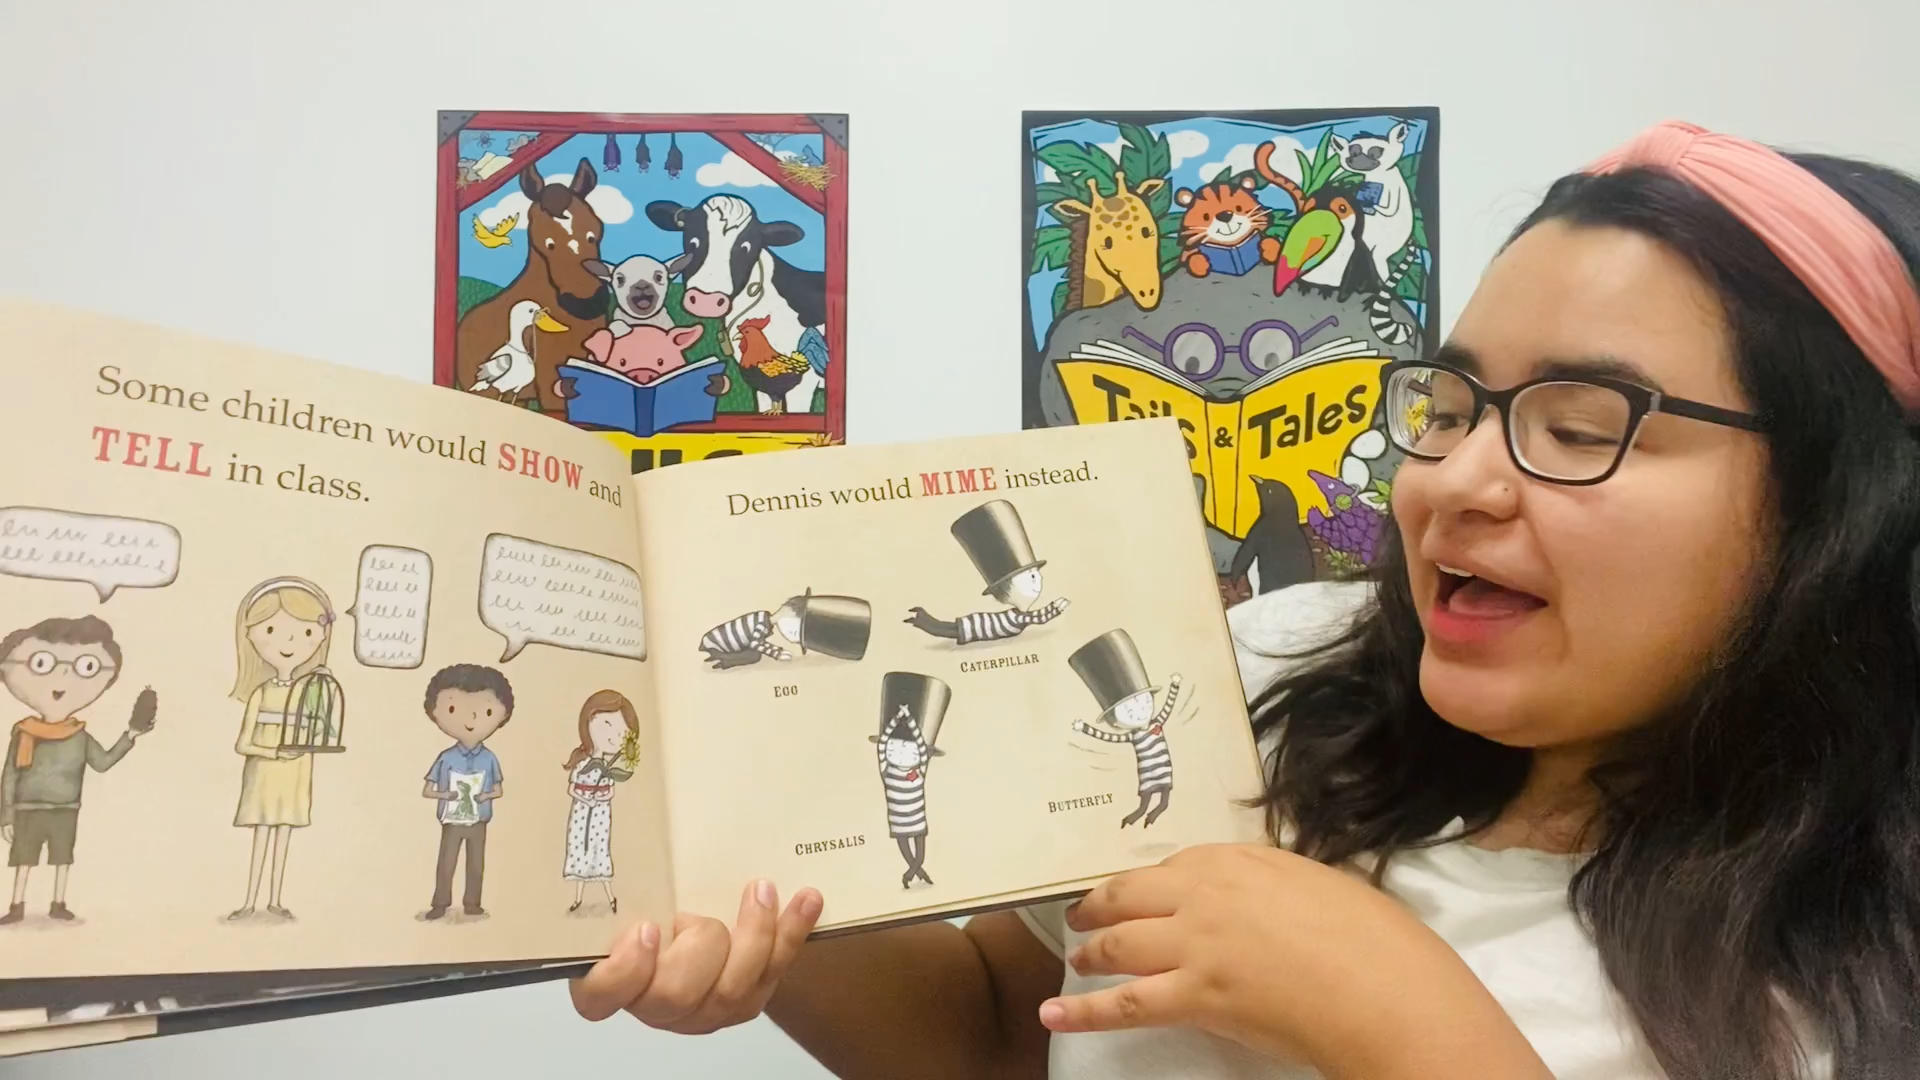 Some children would SHOW and
TELL in class.
Dennis would MIME instead.
EGG
CATERPILLAR
CHRYSALIS
BUTTERFLY
Tails & Tales